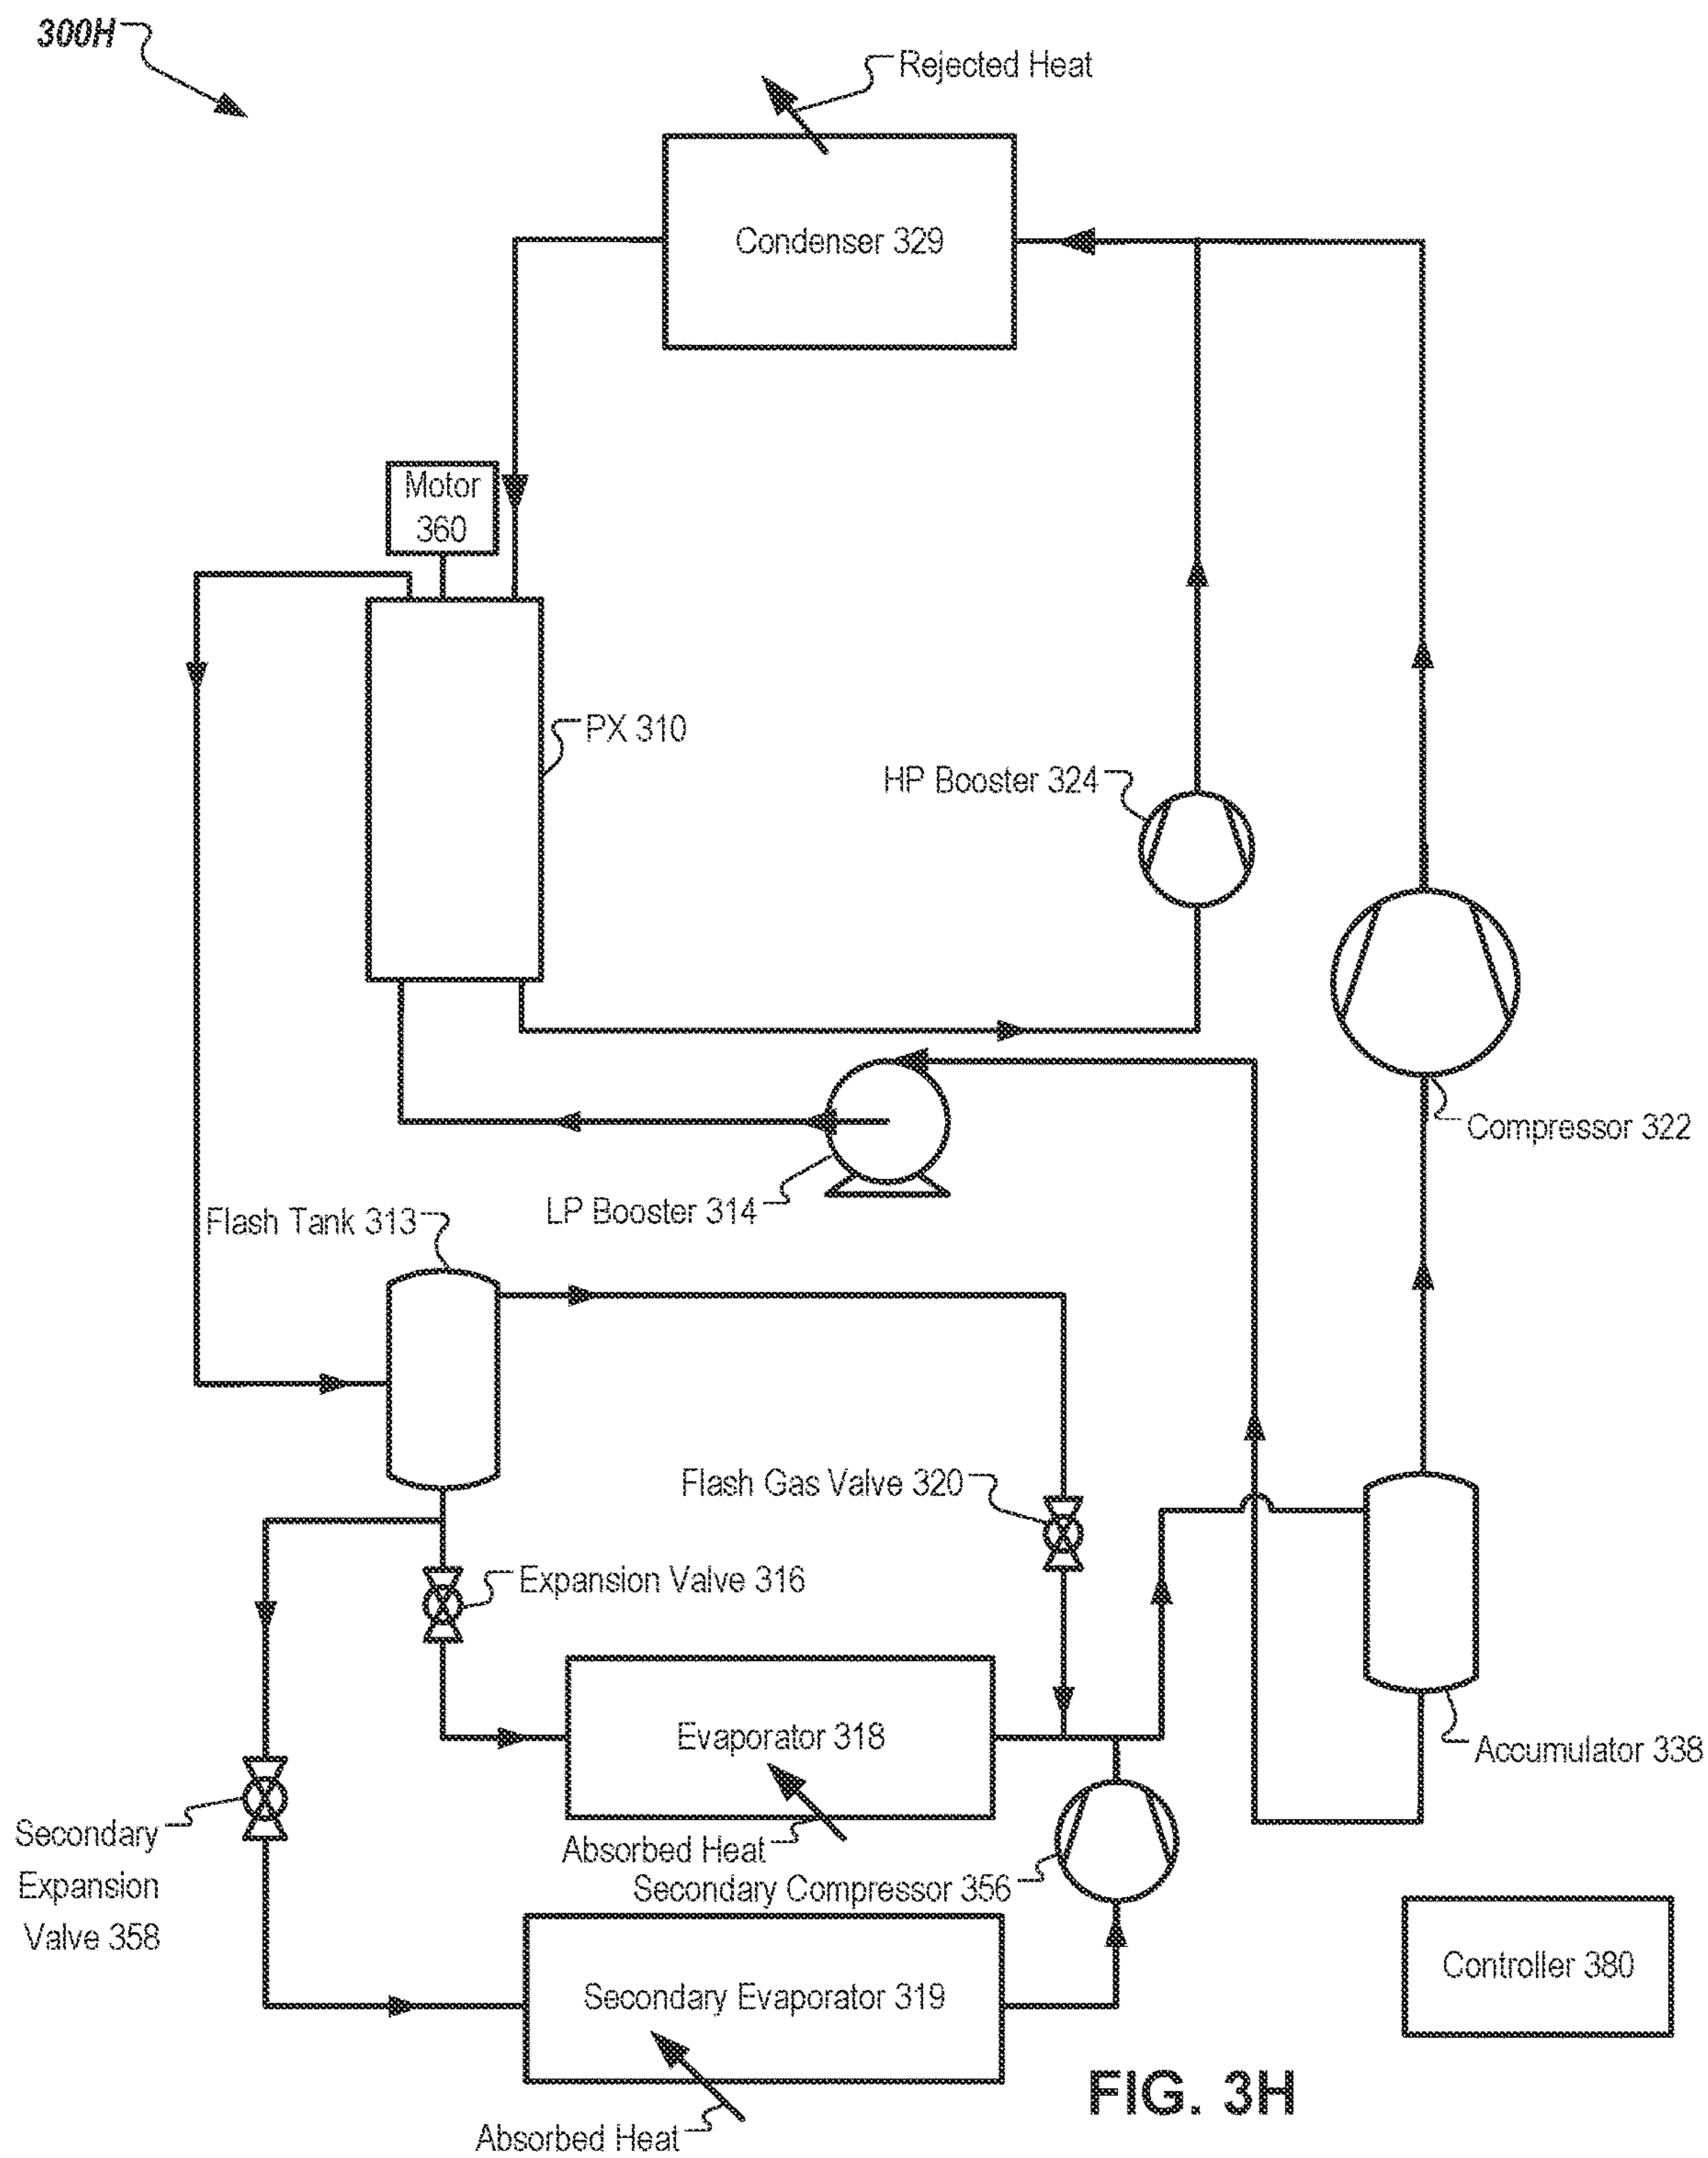 300H
Rejected Heat
Condenser 329
Motor
360
PX 310
HP Booster 324
Compressor 322
LP Booster 314
Flash Tank 313
Flash Gas Valve 320
Expansion Valve 316
Evaporator 318
Accumulator 338
Absorbed Heat
Secondary
Expansion
Valve 358
Secondary Compressor 356
Controller 380
Secondary Evaporator 319
FIG. 3H
Absorbed Heat